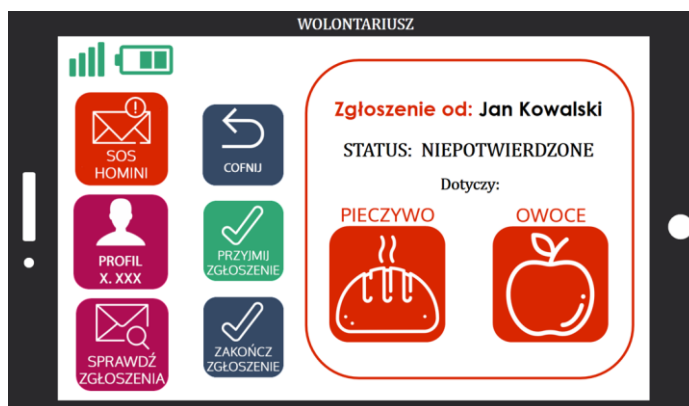 WOLONTARIUSZ
SOS
HOMINI
PROFIL
X. XXX
SPRAWDŹ
ZGŁOSZENIA
COFNIJ
PRZYJMIJ
ZGŁOSZENIE
ZAKOŃCZ
ZGŁOSZENIE
Zgłoszenie od: Jan Kowalski
STATUS: NIEPOTWIERDZONE
Dotyczy:
PIECZYWO
OWOCE